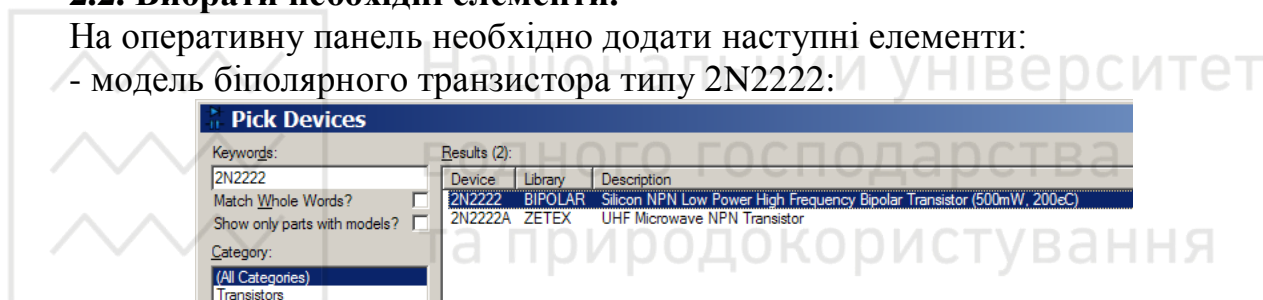 2.2. Вибрати необхідні елементи.
На оперативну панель необхідно додати наступні елементи:
Національний університет
- модель біполярного транзистора типу 2N2222:
Pick Devices
Keywords:
Results (2):
водного господарства
2N2222
Device Library Description
Match Whole Words?
2N2222 BIPOLAR Silicon NPN Low Power High Frequency Bipolar Transistor (500mW, 200єC)
Show only parts with models?
2N2222A ZETEX UHF Microwave NPN Transistor
та природокористування
Category:
(All Categories)
Transistors